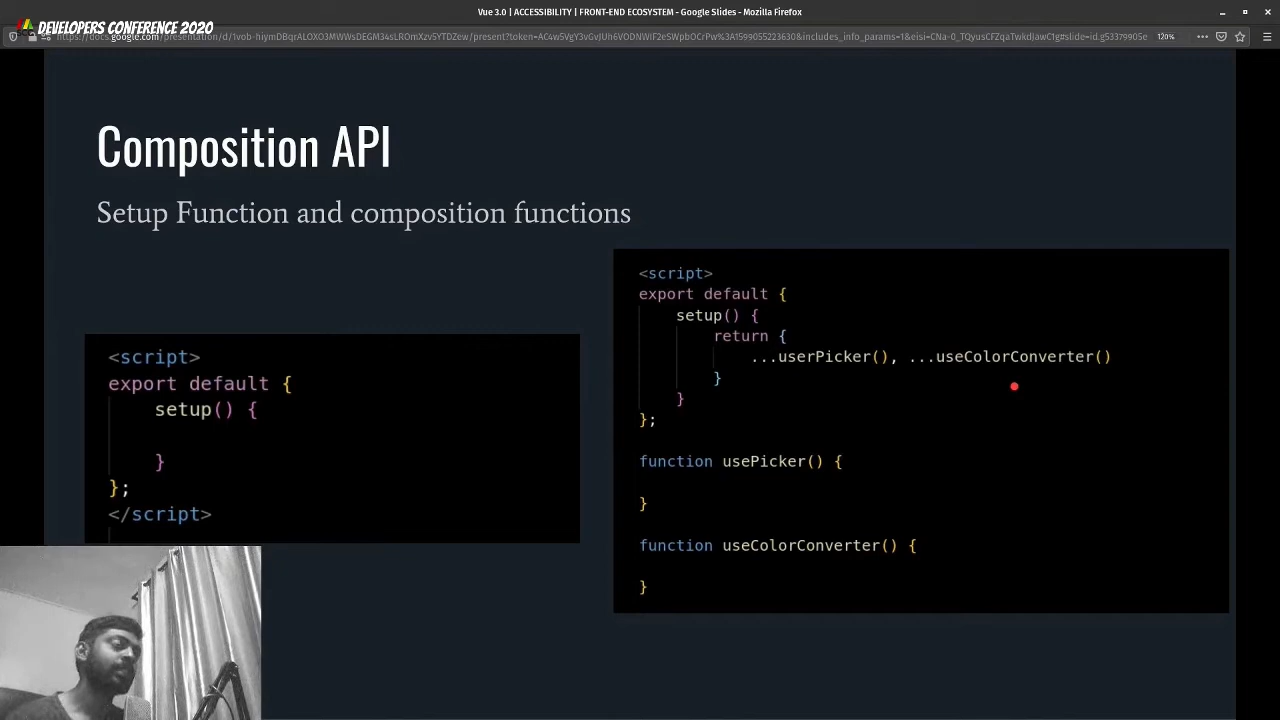 Vue 3.0 | ACCESSIBILITY | FRONT-END ECOSYSTEM - Google Slides - Mozilla Firefox
DEVELOPERS CONFERENCE 2020
120%
Composition API
Setup Function and composition functions
<script>
export default {
setup() {
}
};
</script>
<script>
export default {
setup() {
return {
...userPicker(), ...useColorConverter()
}
}
};
function usePicker() {
}
function useColorConverter() {
}